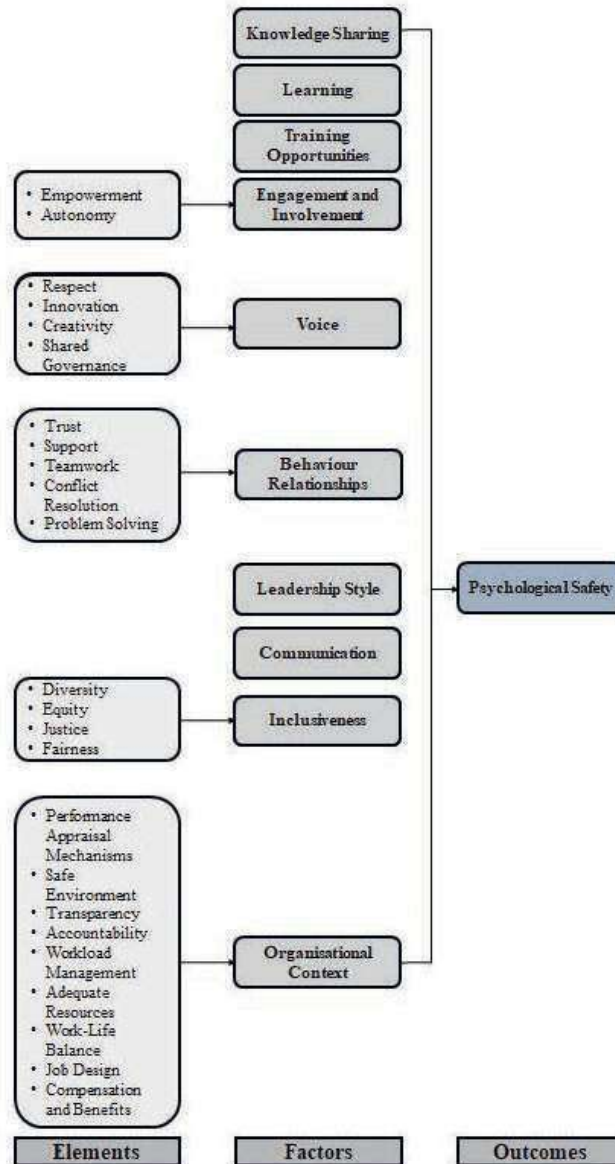 Knowledge Sharing
Learning
Training
Opportunities
• Empowerment
• Autonomy
Engagement and
Involvement
• Respect
• Innovation
• Creativity
• Shared
Governance
Voice
• Trust
• Support
• Teamwork
• Conflict
Resolution
• Problem Solving
Behaviour
Relationships
Leadership Style
Psychological Safety
Communication
• Diversity
• Equity
• Justice
• Fairness
Inclusiveness
• Performance
Appraisal
Mechanisms
• Safe
Environment
• Transparency
• Accountability
• Workload
Management
• Adequate
Resources
• Work-Life
Balance
• Job Design
• Compensation
and Benefits
Organisational
Context
Elements
Factors
Outcomes